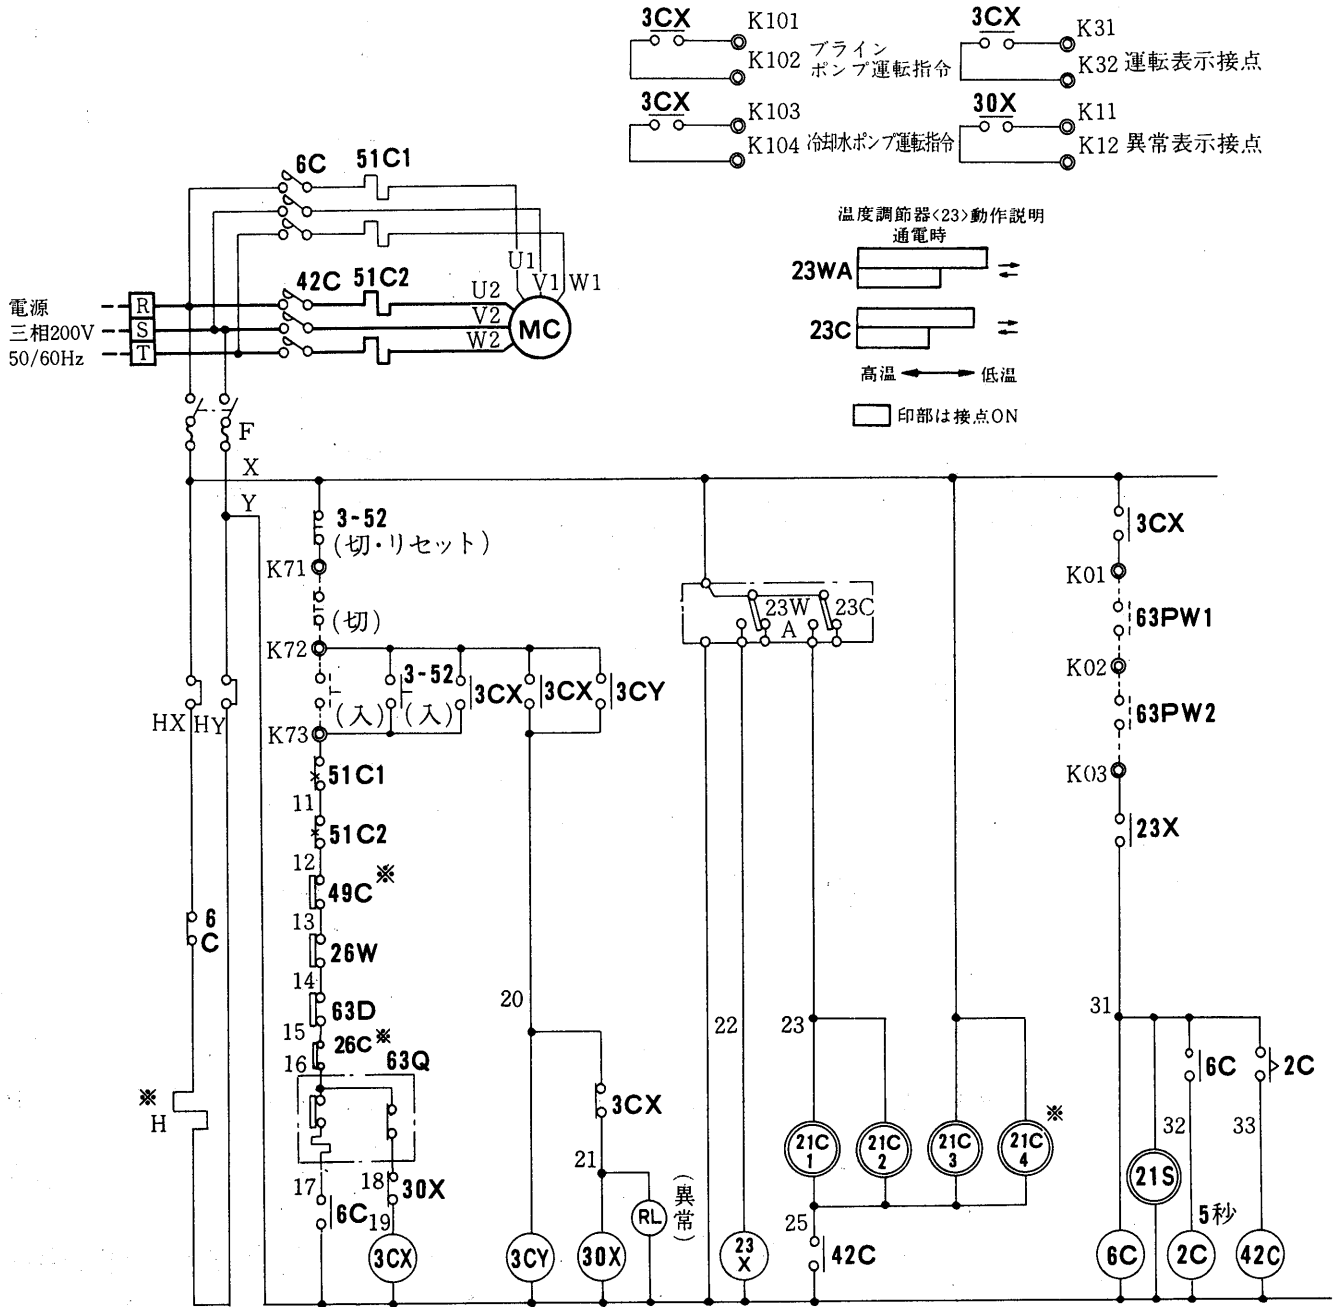 3CX
K101
K102
ブライン
ポンプ運転指令
3CX
K31
K32 運転表示接点
3CX
K103
K104 冷却水ポンプ運転指令
30X
K11
K12 異常表示接点
6C
51C1
温度調節器<23>動作説明
通電時
23WA
23C
高温
低温
印部は接点ON
U1
V1
W1
42C
51C2
U2
V2
W2
MC
電源
三相200V
50/60Hz
R
S
T
F
X
Y
3-52
(切・リセット)
K71
(切)
K72
3-52
(入)
(入)
3CX
3CX
3CY
K73
HX
HY
51C1
11
51C2
12
49C※
13
26W
14
63D
15
26C※
16
63Q
6
C
※
H
17
6C
18
30X
19
3CX
20
3CX
21
3CY
30X
RL
(異常)
23W
A
23C
22
23
X
23
21C
1
21C
2
21C
3
21C
4
※
25
42C
3CX
K01
63PW1
K02
63PW2
K03
23X
31
6C
2C
32
33
21S
5秒
6C
2C
42C